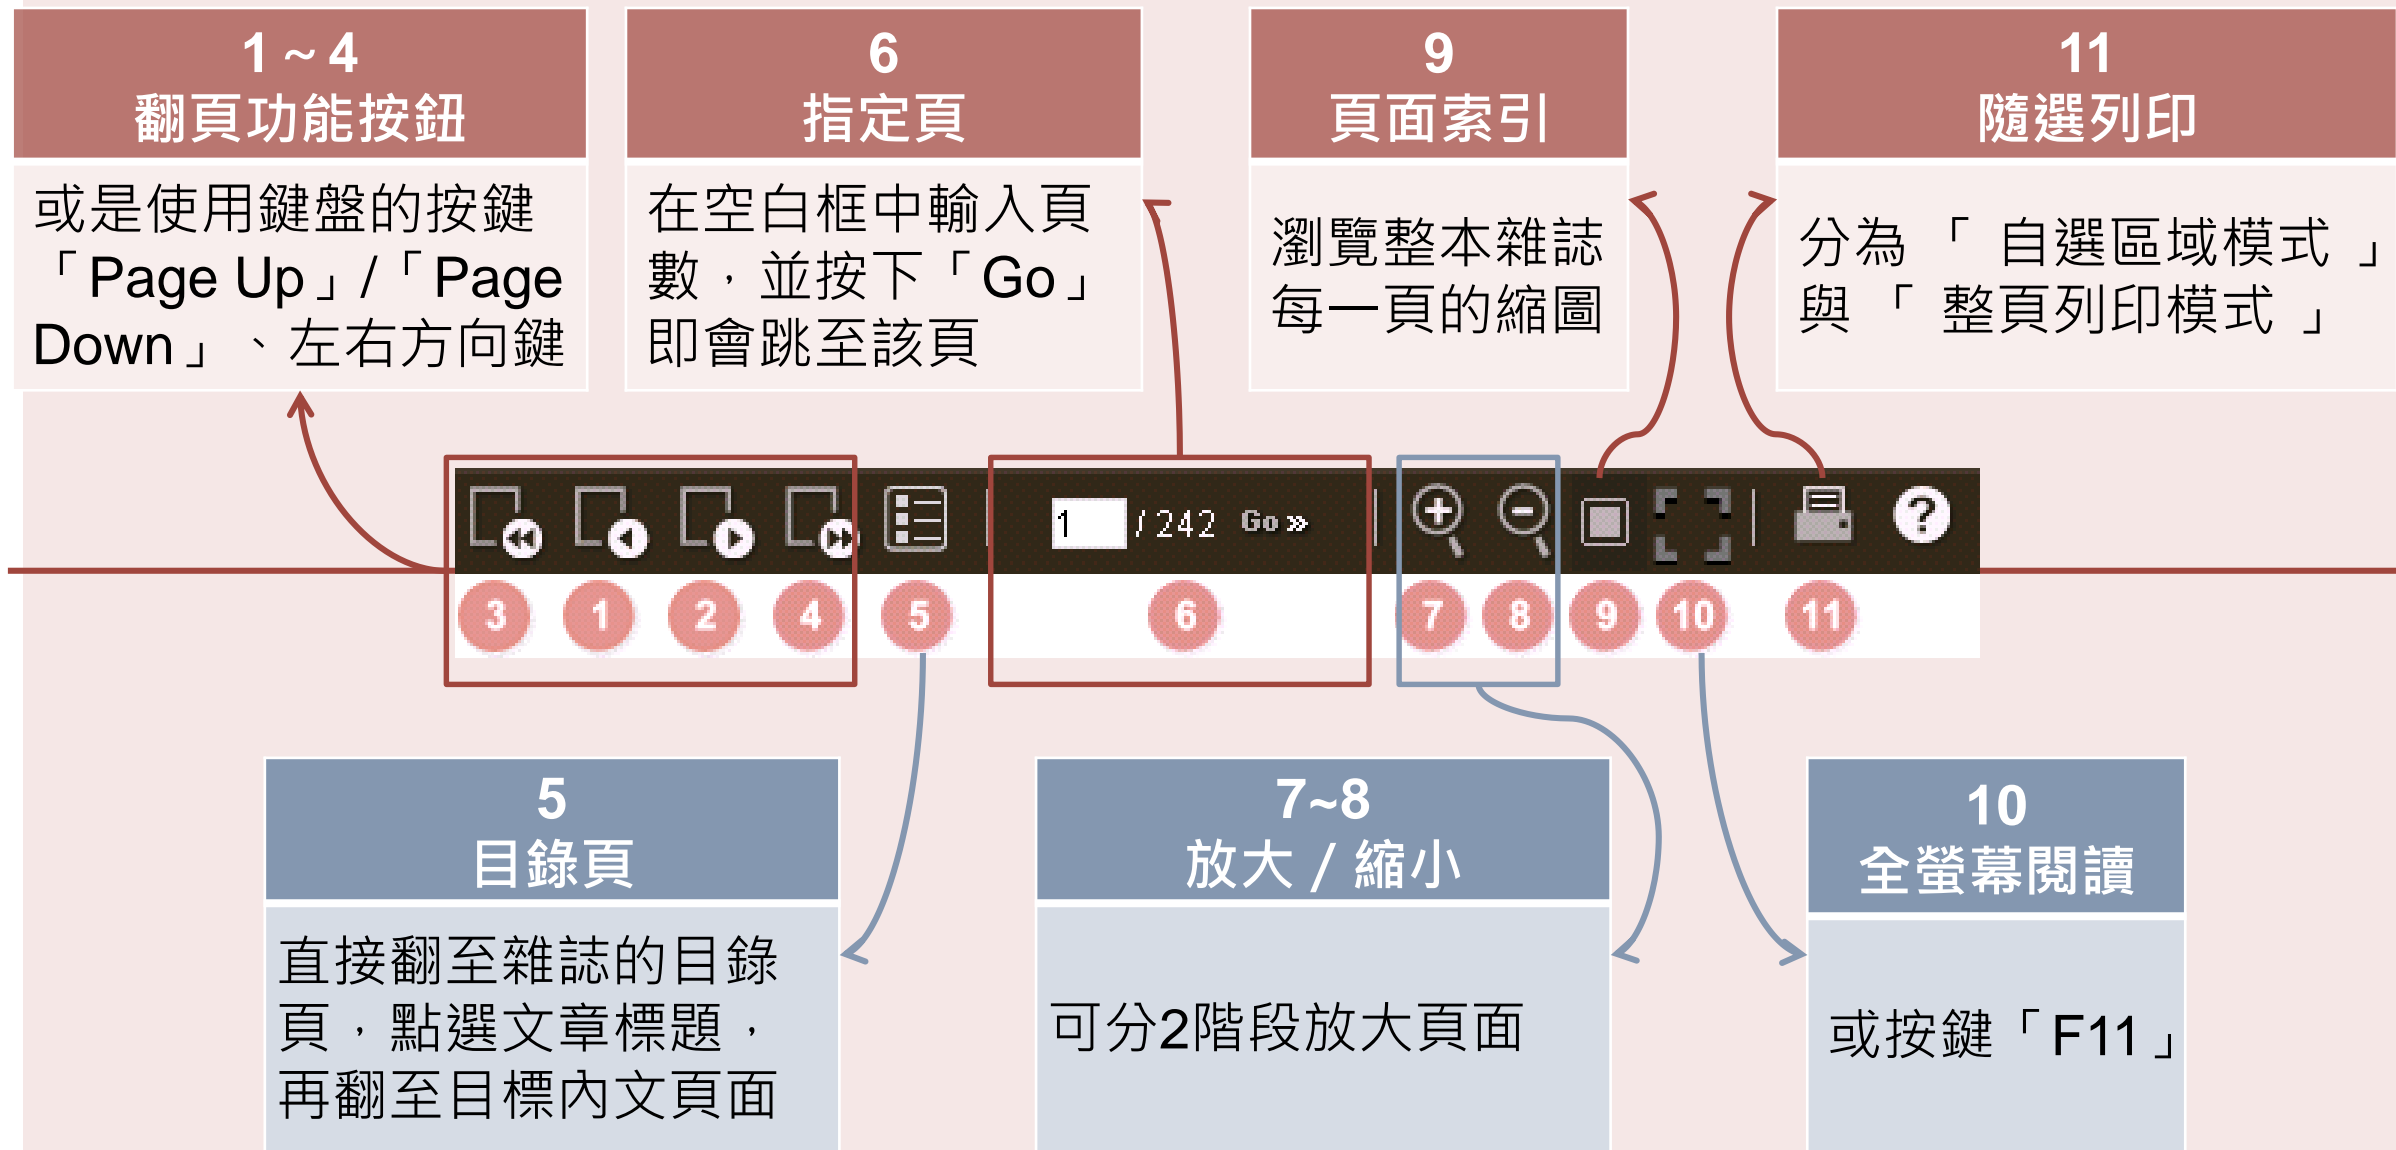 1 ~ 4
翻頁功能按鈕
或是使用鍵盤的按鍵
「Page Up」/「Page
Down」、左右方向鍵
6
指定頁
在空白框中輸入頁
數，並按下「Go」
即會跳至該頁
9
頁面索引
瀏覽整本雜誌
每一頁的縮圖
11
隨選列印
分為「 自選區域模式 」
與「 整頁列印模式 」
1 / 242 Go »
?
3 1 2 4 5 6 7 8 9 10 11
5
目錄頁
直接翻至雜誌的目錄
頁，點選文章標題，
再翻至目標內文頁面
7~8
放大 / 縮小
可分2階段放大頁面
10
全螢幕閱讀
或按鍵「F11」